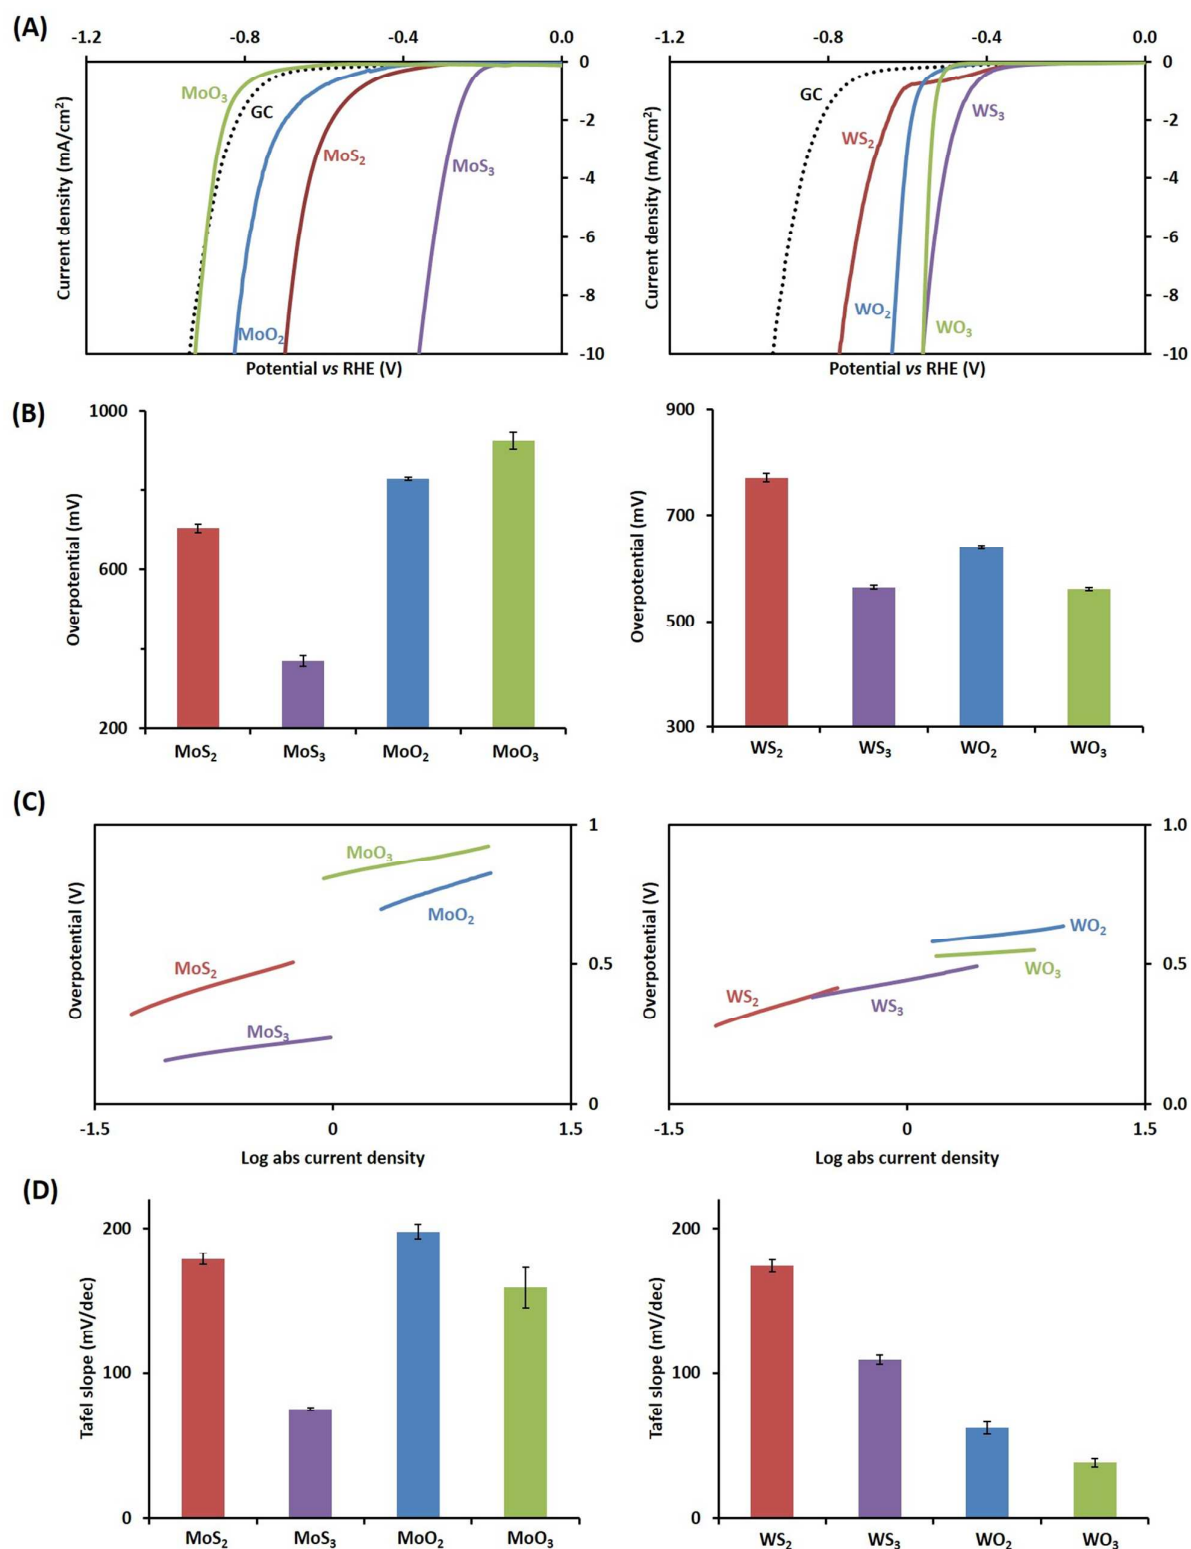 (A)
-1.2 -0.8 -0.4 0.0
0
-2
-4
-6
-8
-10
MoO3
GC
MoO2
MoS2
MoS3
Current density (mA/cm²)
Potential vs RHE (V)
-1.2 -0.8 -0.4 0.0
0
-2
-4
-6
-8
-10
GC
WS2
WO2
WS3
WO3
Current density (mA/cm²)
Potential vs RHE (V)
(B)
1000
600
200
Overpotential (mV)
MoS2 MoS3 MoO2 MoO3
900
700
500
300
Overpotential (mV)
WS2 WS3 WO2 WO3
(C)
Overpotential (V)
1
0.5
0
MoO3
MoO2
MoS2
MoS3
-1.5 0 1.5
Log abs current density
Overpotential (V)
1.0
0.5
0.0
WO2
WO3
WS2
WS3
-1.5 0 1.5
Log abs current density
(D)
200
100
0
Tafel slope (mV/dec)
MoS2 MoS3 MoO2 MoO3
200
100
0
Tafel slope (mV/dec)
WS2 WS3 WO2 WO3